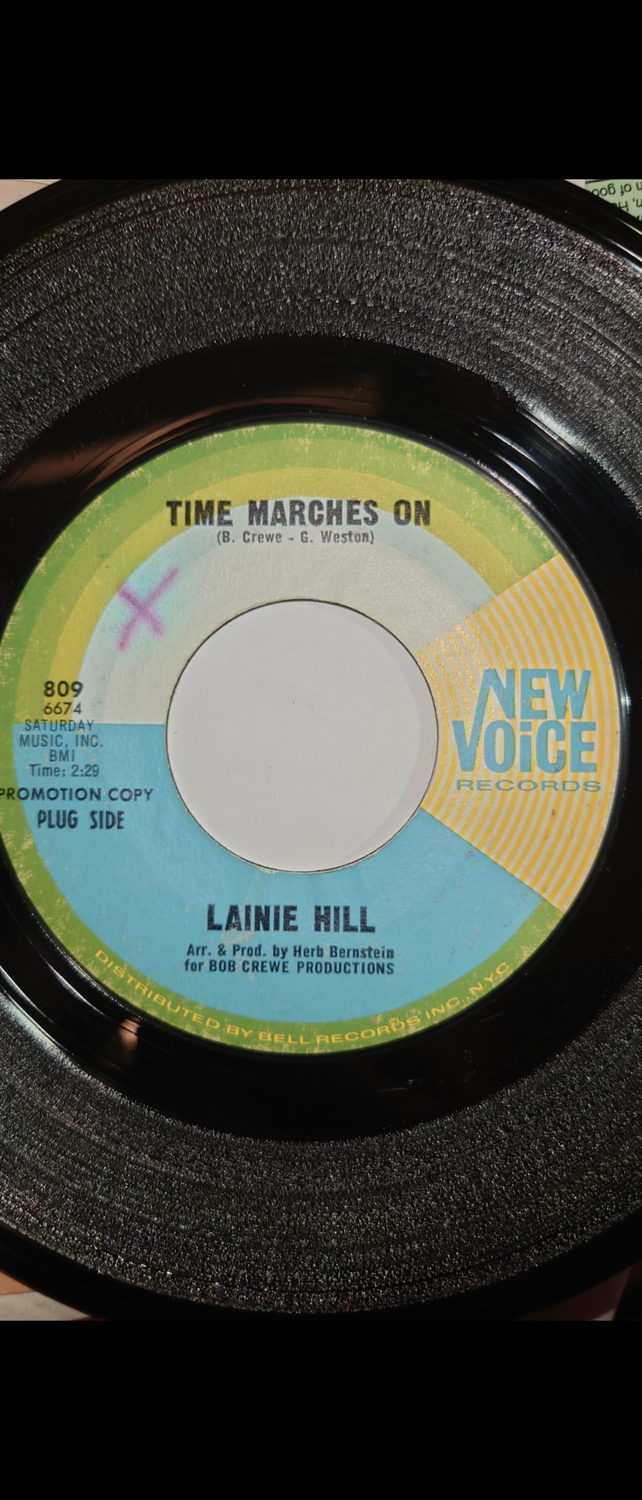 TIME MARCHES ON
(B. Crewe - G. Weston)
809
6674
SATURDAY
MUSIC, INC.
BMI
Time: 2:29
PROMOTION COPY
PLUG SIDE
NEW
VOiCE
RECORDS
LAINIE HILL
Arr. & Prod. by Herb Bernstein
for BOB CREWE PRODUCTIONS
DISTRIBUTED BY BELL RECORDS INC., NYC